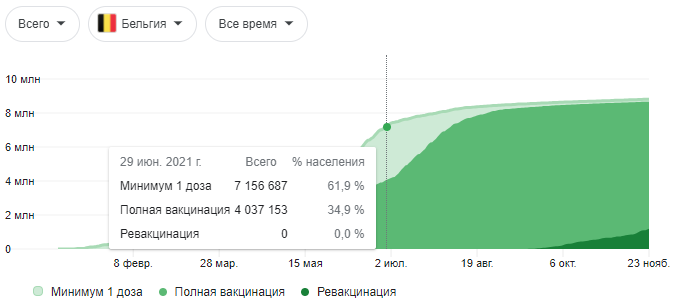 Всего Бельгия Все время
10 млн
8 млн
6 млн
4 млн
2 млн
0
29 июн. 2021 г. Всего % населения
Минимум 1 доза 7 156 687 61,9 %
Полная вакцинация 4 037 153 34,9 %
Ревакцинация 0 0,0 %
8 февр. 28 мар. 15 мая 2 июл. 19 авг. 6 окт. 23 нояб.
Минимум 1 доза Полная вакцинация Ревакцинация